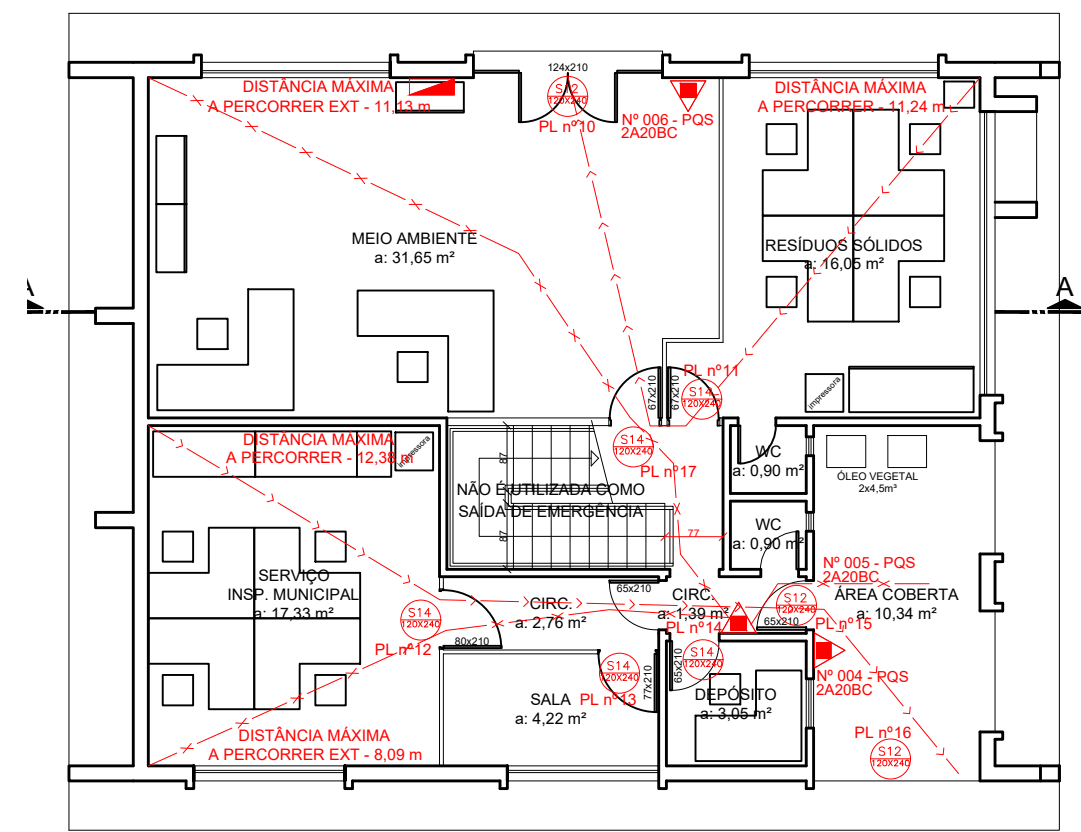 DISTÂNCIA MÁXIMA
A PERCORRER EXT - 11,13 m
124x210
S12
120X240
PL nº10
Nº 006 - PQS
2A20BC
DISTÂNCIA MÁXIMA
A PERCORRER - 11,24 m
MEIO AMBIENTE
a: 31,65 m²
RESÍDUOS SÓLIDOS
a: 16,05 m²
A
A
67x210
67x210
PL nº11
S14
120X240
impressora
DISTÂNCIA MÁXIMA
A PERCORRER - 12,38 m
impressora
S14
120X240
PL nº17
87
87
NÃO É UTILIZADA COMO
SAÍDA DE EMERGÊNCIA
77
WC
a: 0,90 m²
WC
a: 0,90 m²
ÓLEO VEGETAL
2x4,5m³
Nº 005 - PQS
2A20BC
SERVIÇO
INSP. MUNICIPAL
a: 17,33 m²
S14
120X240
PL nº12
80x210
65x210
CIRC.
a: 2,76 m²
CIRC.
a: 1,39 m²
PL nº14
S12
120X240
65x210
PL nº15
ÁREA COBERTA
a: 10,34 m²
S14
120X240
PL nº13
77x210
65x210
S14
120X240
SALA
a: 4,22 m²
DEPÓSITO
a: 3,05 m²
Nº 004 - PQS
2A20BC
DISTÂNCIA MÁXIMA
A PERCORRER EXT - 8,09 m
PL nº16
S12
120X240